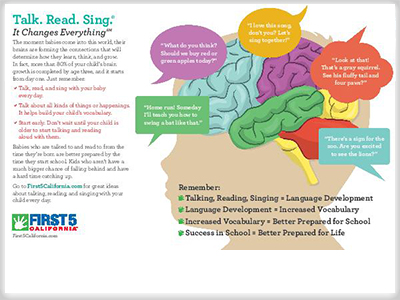 Talk. Read. Sing.®
It Changes Everything℠
The moment babies come into this world, their
brains are forming the connections that will
determine how they learn, think, and grow.
In fact, more than 80% of your child's brain
growth is completed by age three, and it starts
from day one. Just remember:
• Talk, read, and sing with your baby
every day.
• Talk about all kinds of things or happenings.
It helps build your child's vocabulary.
• Start early. Don't wait until your child is
older to start talking and reading
aloud with them.
Babies who are talked to and read to from the
time they're born are better prepared by the
time they start school. Kids who aren't have a
much bigger chance of falling behind and have
a hard time catching up.
Go to First5California.com for great ideas
about talking, reading, and singing with your
child every day.
FIRST 5
CALIFORNIA
First5California.com
"What do you think?
Should we buy red or
green apples today?"
"I love this song,
don't you? Let's
sing together!"
"Look at that!
That's a gray squirrel.
See his fluffy tail and
four paws?"
"Home run! Someday
I'll teach you how to
swing a bat like that."
"There's a sign for the
zoo. Are you excited
to see the lions?"
Remember:
Talking, Reading, Singing = Language Development
Language Development = Increased Vocabulary
Increased Vocabulary = Better Prepared for School
Success in School = Better Prepared for Life